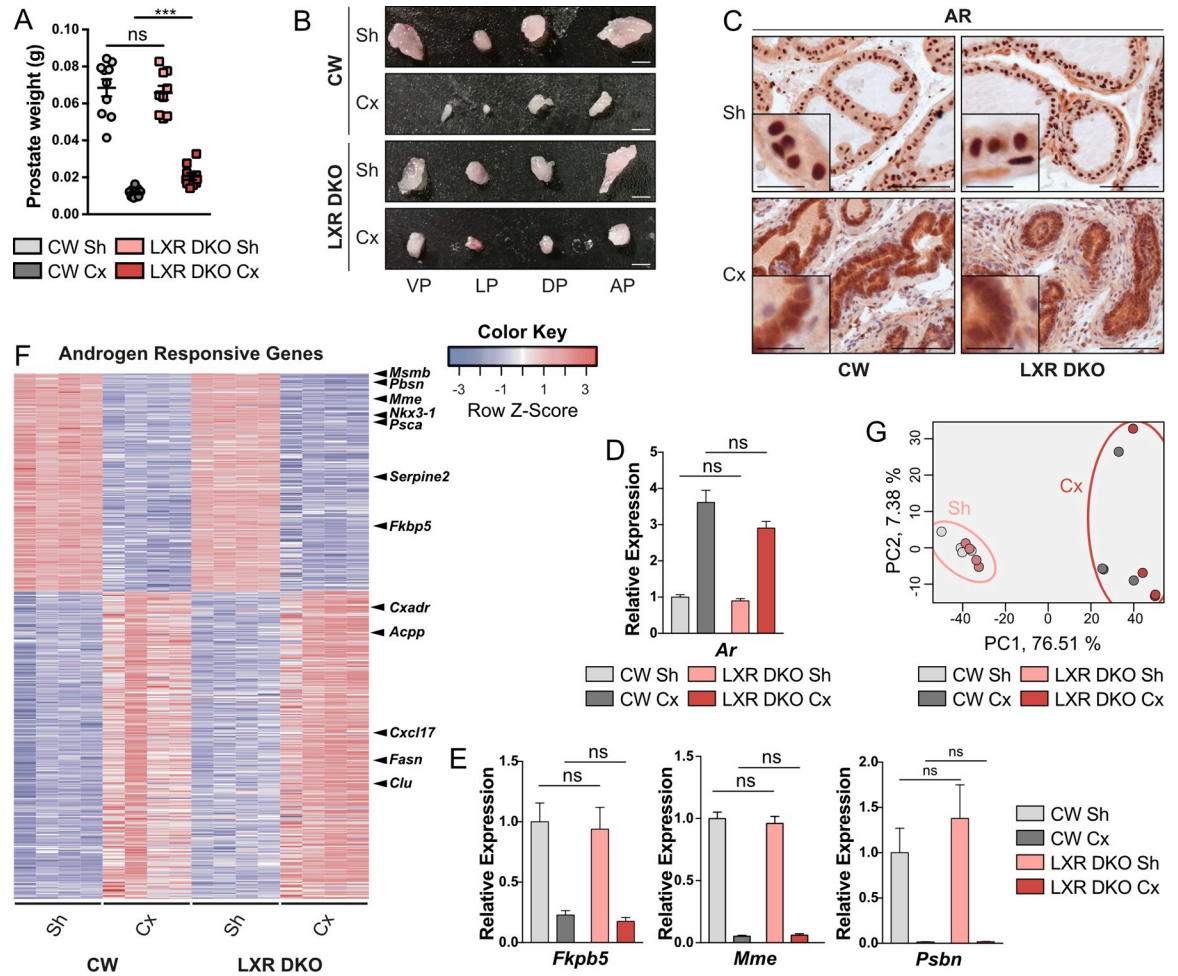 A
***
ns
Prostate weight (g)
0.10
0.08
0.06
0.04
0.02
0.00
CW Sh
LXR DKO Sh
CW Cx
LXR DKO Cx
B
CW
Sh
Cx
LXR DKO
Sh
Cx
VP
LP
DP
AP
C
AR
Sh
Cx
CW
LXR DKO
F
Androgen Responsive Genes
Color Key
-3
-1
1
3
Row Z-Score
Msmb
Pbsn
Mme
Nkx3-1
Psca
Serpine2
Fkbp5
Cxadr
Acpp
Cxcl17
Fasn
Clu
Sh
Cx
Sh
Cx
CW
LXR DKO
D
ns
ns
Relative Expression
5
4
3
2
1
0
Ar
CW Sh
LXR DKO Sh
CW Cx
LXR DKO Cx
G
PC2, 7.38 %
30
20
10
0
-10
Sh
Cx
-40
-20
0
20
40
PC1, 76.51 %
CW Sh
LXR DKO Sh
CW Cx
LXR DKO Cx
E
Relative Expression
1.5
1.0
0.5
0.0
ns
ns
Fkpb5
Relative Expression
1.5
1.0
0.5
0.0
ns
ns
Mme
Relative Expression
2.0
1.5
1.0
0.5
0.0
ns
ns
Psbn
CW Sh
CW Cx
LXR DKO Sh
LXR DKO Cx